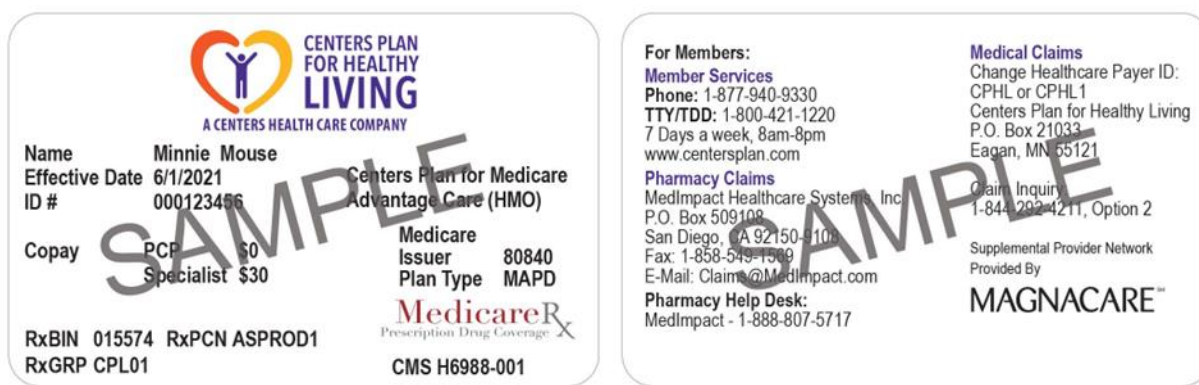 CENTERS PLAN
FOR HEALTHY
LIVING
A CENTERS HEALTH CARE COMPANY
Name Minnie Mouse
Effective Date 6/1/2021
ID # 000123456
Centers Plan for Medicare
Advantage Care (HMO)
Copay PCP $0
Specialist $30
Medicare
Issuer 80840
Plan Type MAPD
MedicareRx
Prescription Drug Coverage
RxBIN 015574 RxPCN ASPROD1
RxGRP CPL01
CMS H6988-001
SAMPLE
For Members:
Member Services
Phone: 1-877-940-9330
TTY/TDD: 1-800-421-1220
7 Days a week, 8am-8pm
www.centersplan.com
Pharmacy Claims
MedImpact Healthcare Systems, Inc
P.O. Box 509108
San Diego, CA 92150-9108
Fax: 1-858-549-1569
E-Mail: Claims@MedImpact.com
Pharmacy Help Desk:
MedImpact - 1-888-807-5717
Medical Claims
Change Healthcare Payer ID:
CPHL or CPHL1
Centers Plan for Healthy Living
P.O. Box 21033
Eagan, MN 55121
Claim Inquiry:
1-844-292-4211, Option 2
Supplemental Provider Network
Provided By
MAGNACARE℠
SAMPLE